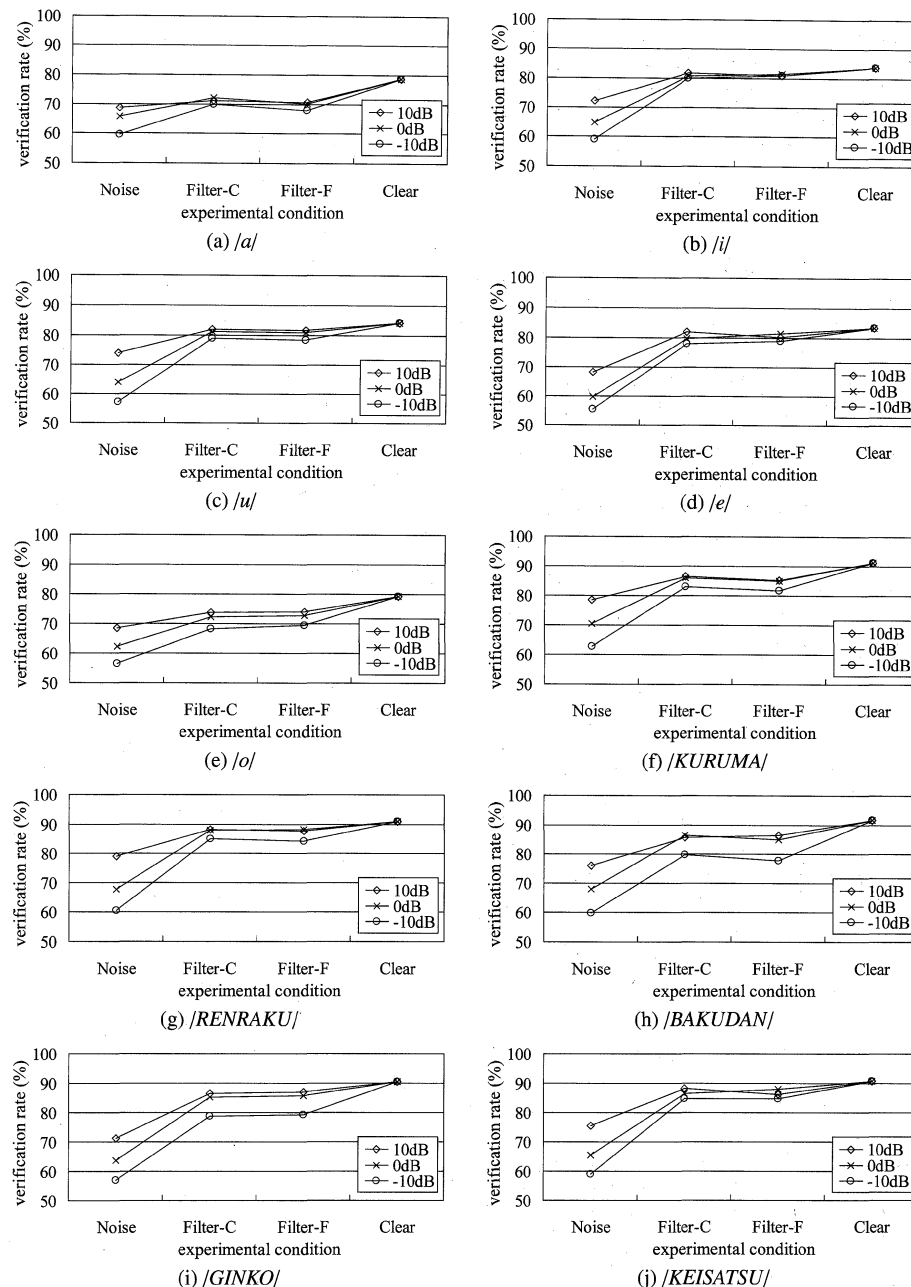 verification rate (%)
100
90
80
70
60
50
10dB
0dB
-10dB
Noise Filter-C Filter-F Clear
experimental condition
(a) /a/
verification rate (%)
100
90
80
70
60
50
10dB
0dB
-10dB
Noise Filter-C Filter-F Clear
experimental condition
(b) /i/
verification rate (%)
100
90
80
70
60
50
10dB
0dB
-10dB
Noise Filter-C Filter-F Clear
experimental condition
(c) /u/
verification rate (%)
100
90
80
70
60
50
10dB
0dB
-10dB
Noise Filter-C Filter-F Clear
experimental condition
(d) /e/
verification rate (%)
100
90
80
70
60
50
10dB
0dB
-10dB
Noise Filter-C Filter-F Clear
experimental condition
(e) /o/
verification rate (%)
100
90
80
70
60
50
10dB
0dB
-10dB
Noise Filter-C Filter-F Clear
experimental condition
(f) /KURUMA/
verification rate (%)
100
90
80
70
60
50
10dB
0dB
-10dB
Noise Filter-C Filter-F Clear
experimental condition
(g) /RENRAKU/
verification rate (%)
100
90
80
70
60
50
10dB
0dB
-10dB
Noise Filter-C Filter-F Clear
experimental condition
(h) /BAKUDAN/
verification rate (%)
100
90
80
70
60
50
10dB
0dB
-10dB
Noise Filter-C Filter-F Clear
experimental condition
(i) /GINKO/
verification rate (%)
100
90
80
70
60
50
10dB
0dB
-10dB
Noise Filter-C Filter-F Clear
experimental condition
(j) /KEISATSU/